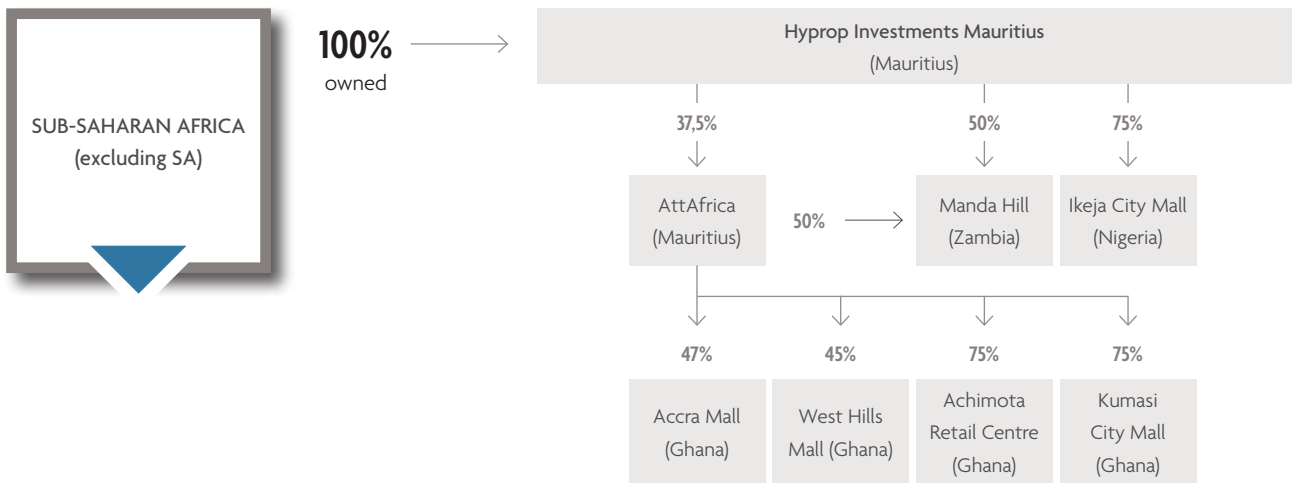 SUB-SAHARAN AFRICA
(excluding SA)
100%
owned
Hyprop Investments Mauritius
(Mauritius)
37,5%
50%
75%
AttAfrica
(Mauritius)
50%
Manda Hill
(Zambia)
Ikeja City Mall
(Nigeria)
47%
45%
75%
75%
Accra Mall
(Ghana)
West Hills
Mall (Ghana)
Achimota
Retail Centre
(Ghana)
Kumasi
City Mall
(Ghana)